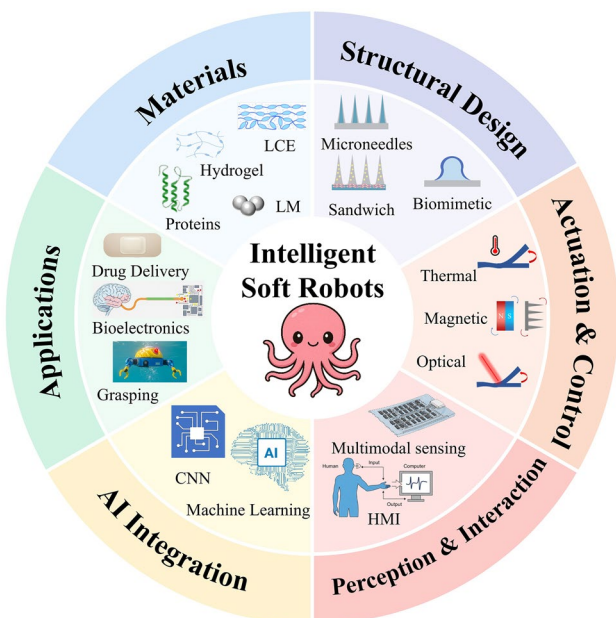 Materials
LCE
Hydrogel
Proteins
LM
Structural Design
Microneedles
Sandwich
Biomimetic
Actuation & Control
Thermal
Magnetic
N S
Optical
Perception & Interaction
Multimodal sensing
Human
Input
Computer
Output
HMI
AI Integration
CNN
AI
Machine Learning
Applications
Drug Delivery
Bioelectronics
Grasping
Intelligent
Soft Robots